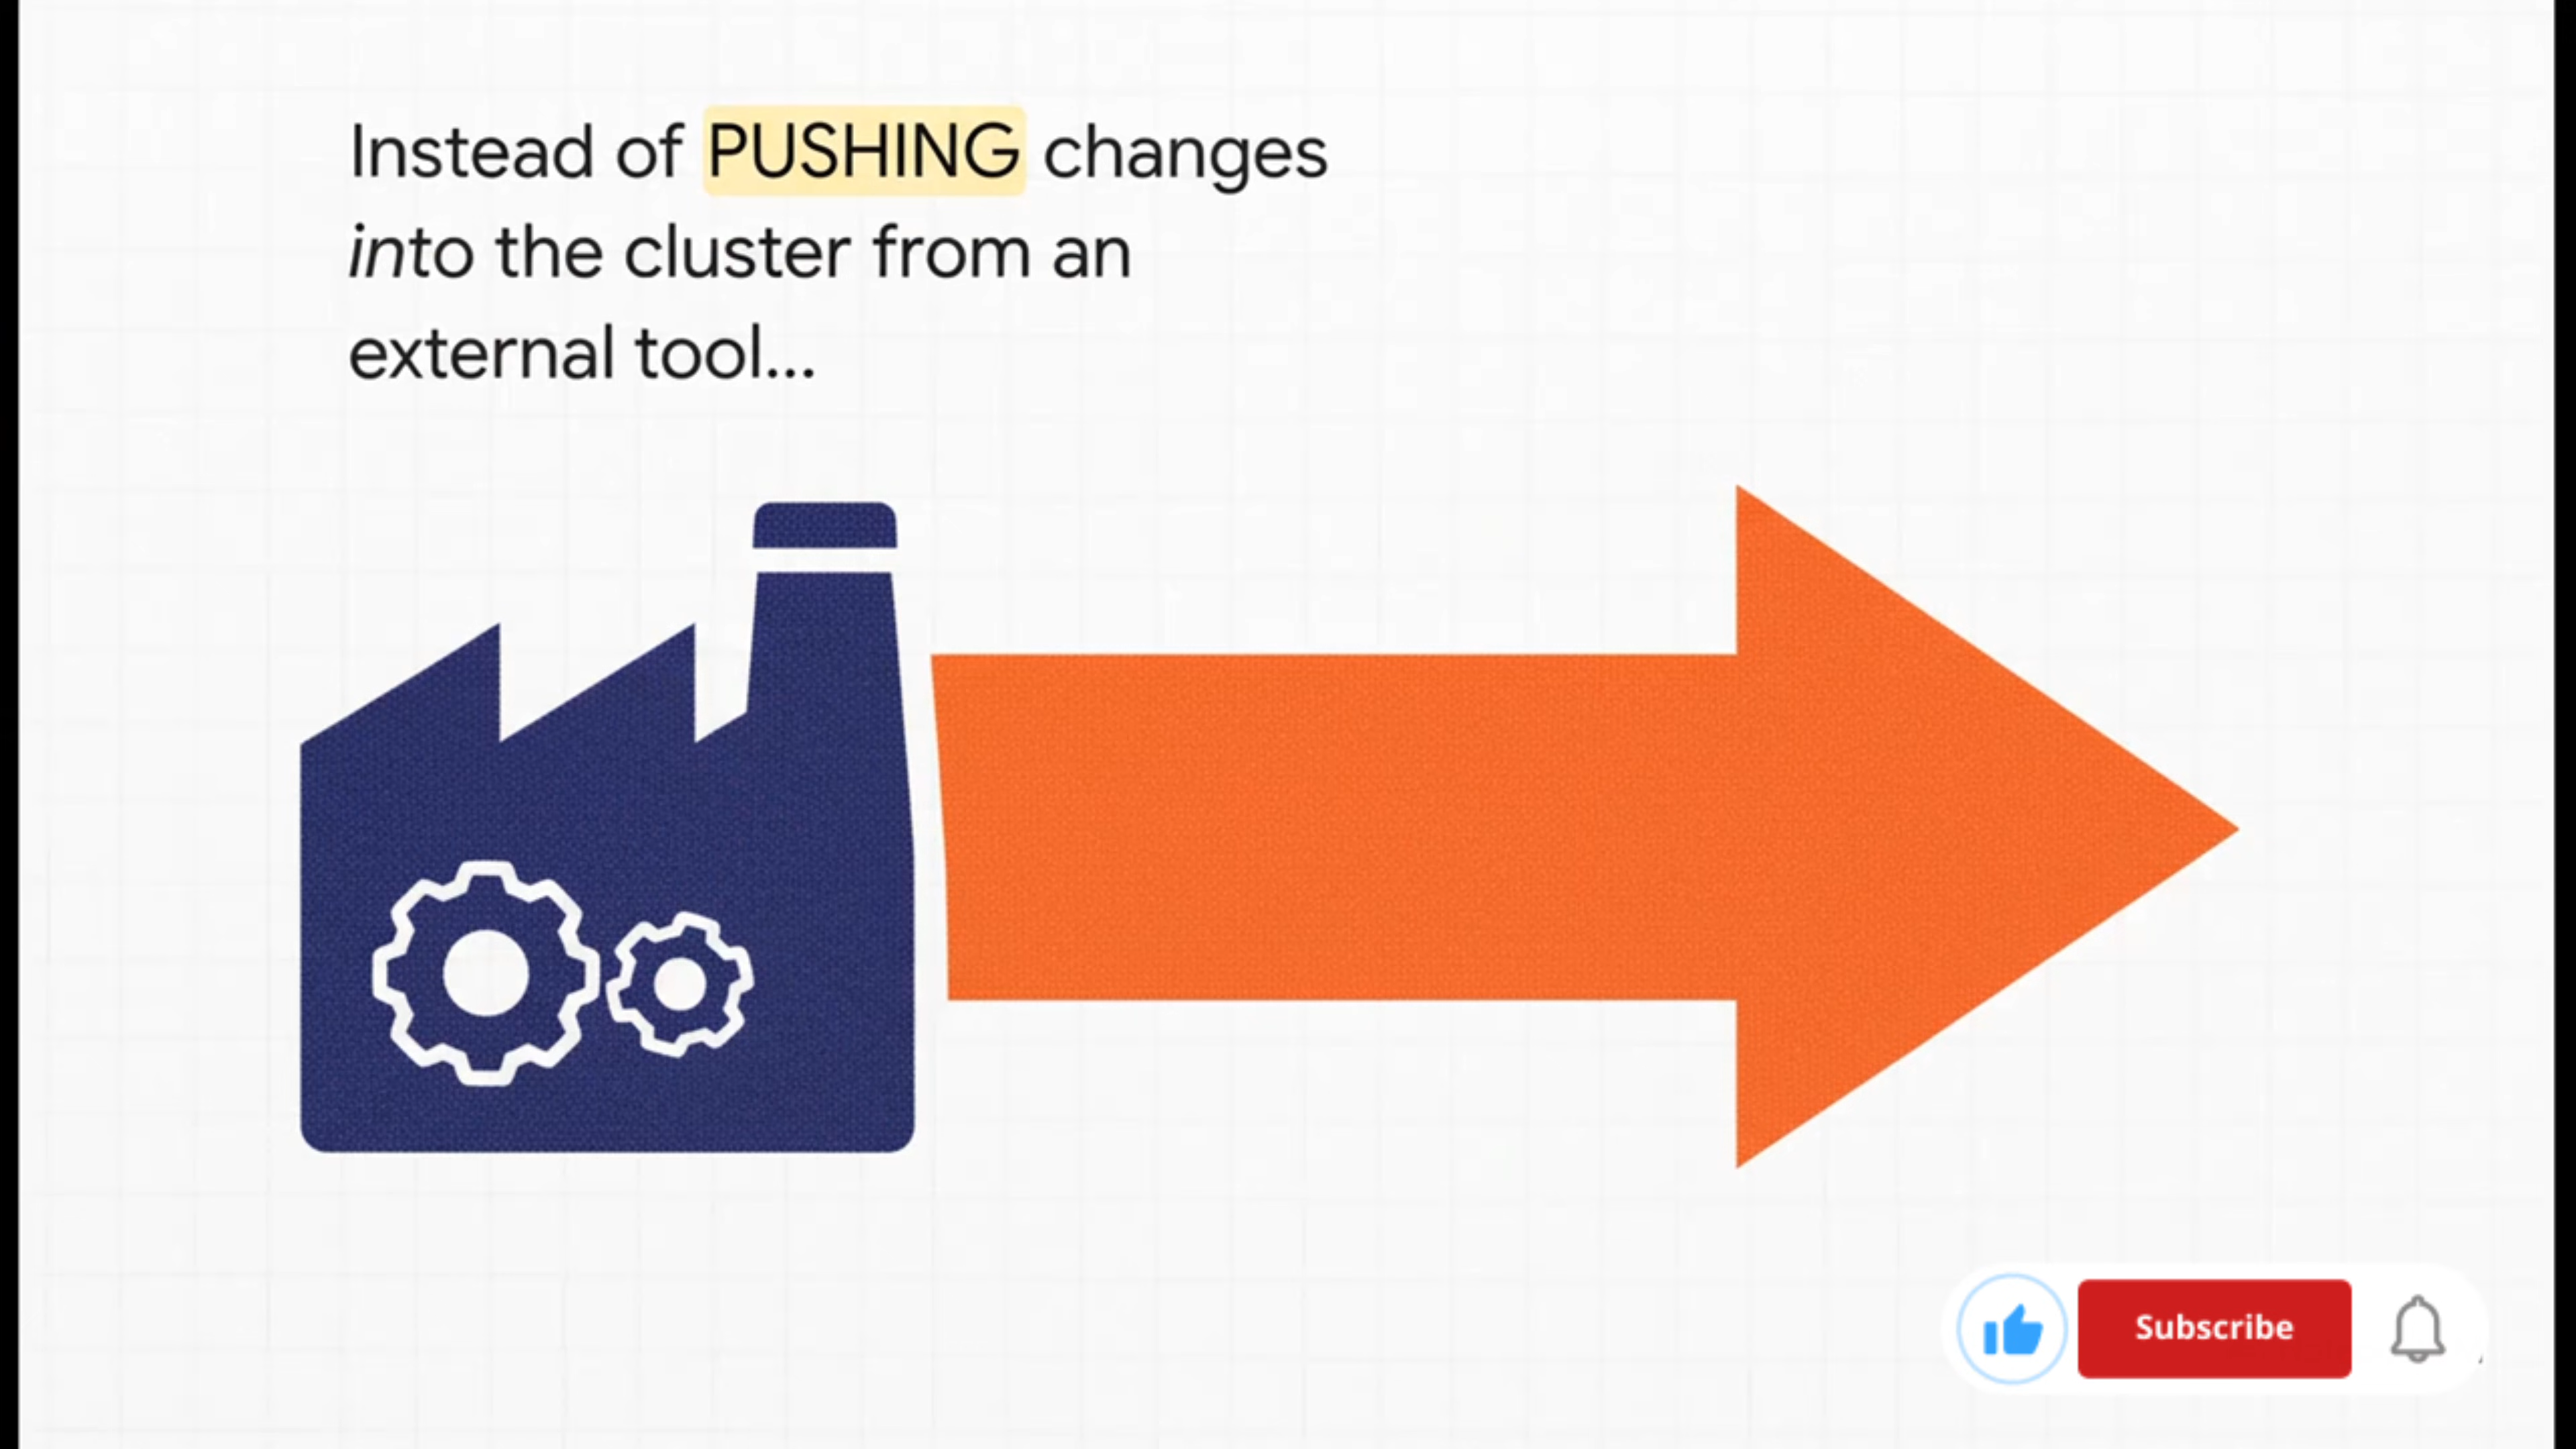 Instead of PUSHING changes
into the cluster from an
external tool...
Subscribe